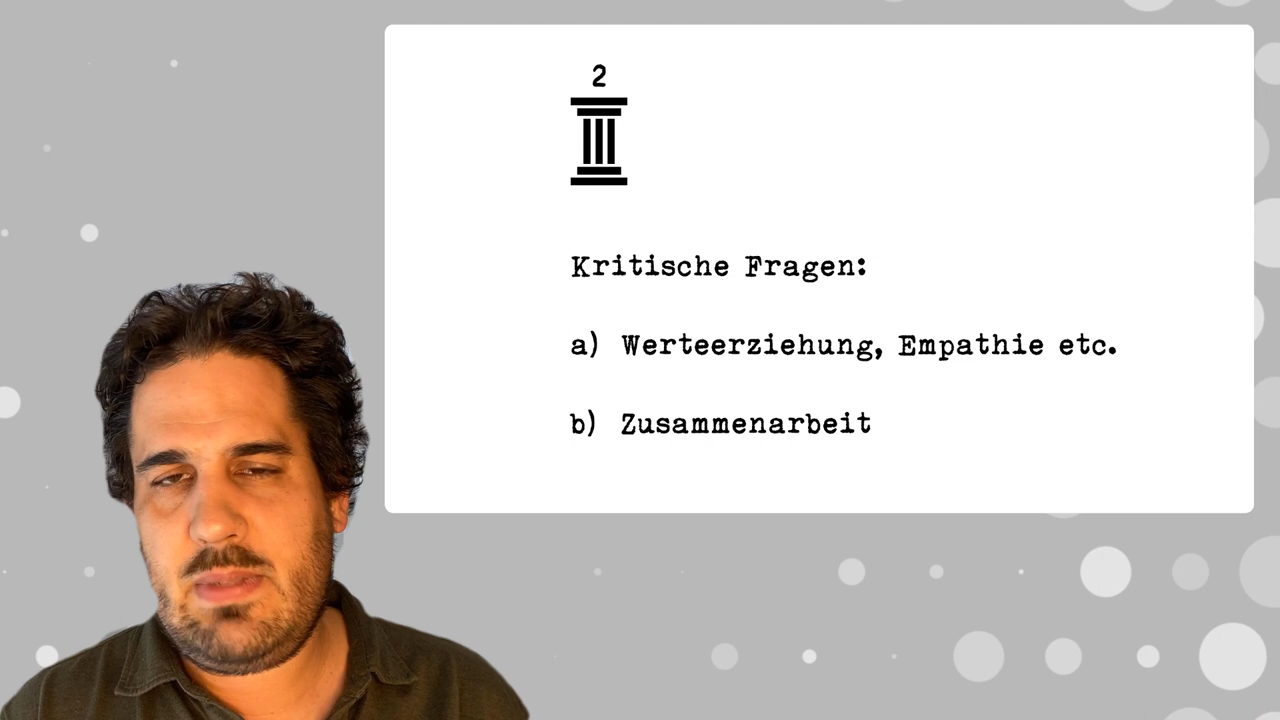 2
Kritische Fragen:
a) Werteerziehung, Empathie etc.
b) Zusammenarbeit